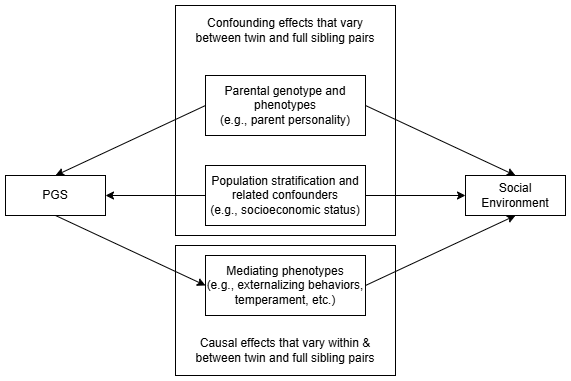 Confounding effects that vary
between twin and full sibling pairs
Parental genotype and
phenotypes
(e.g., parent personality)
PGS
Population stratification and
related confounders
(e.g., socioeconomic status)
Social
Environment
Mediating phenotypes
(e.g., externalizing behaviors,
temperament, etc.)
Causal effects that vary within &
between twin and full sibling pairs